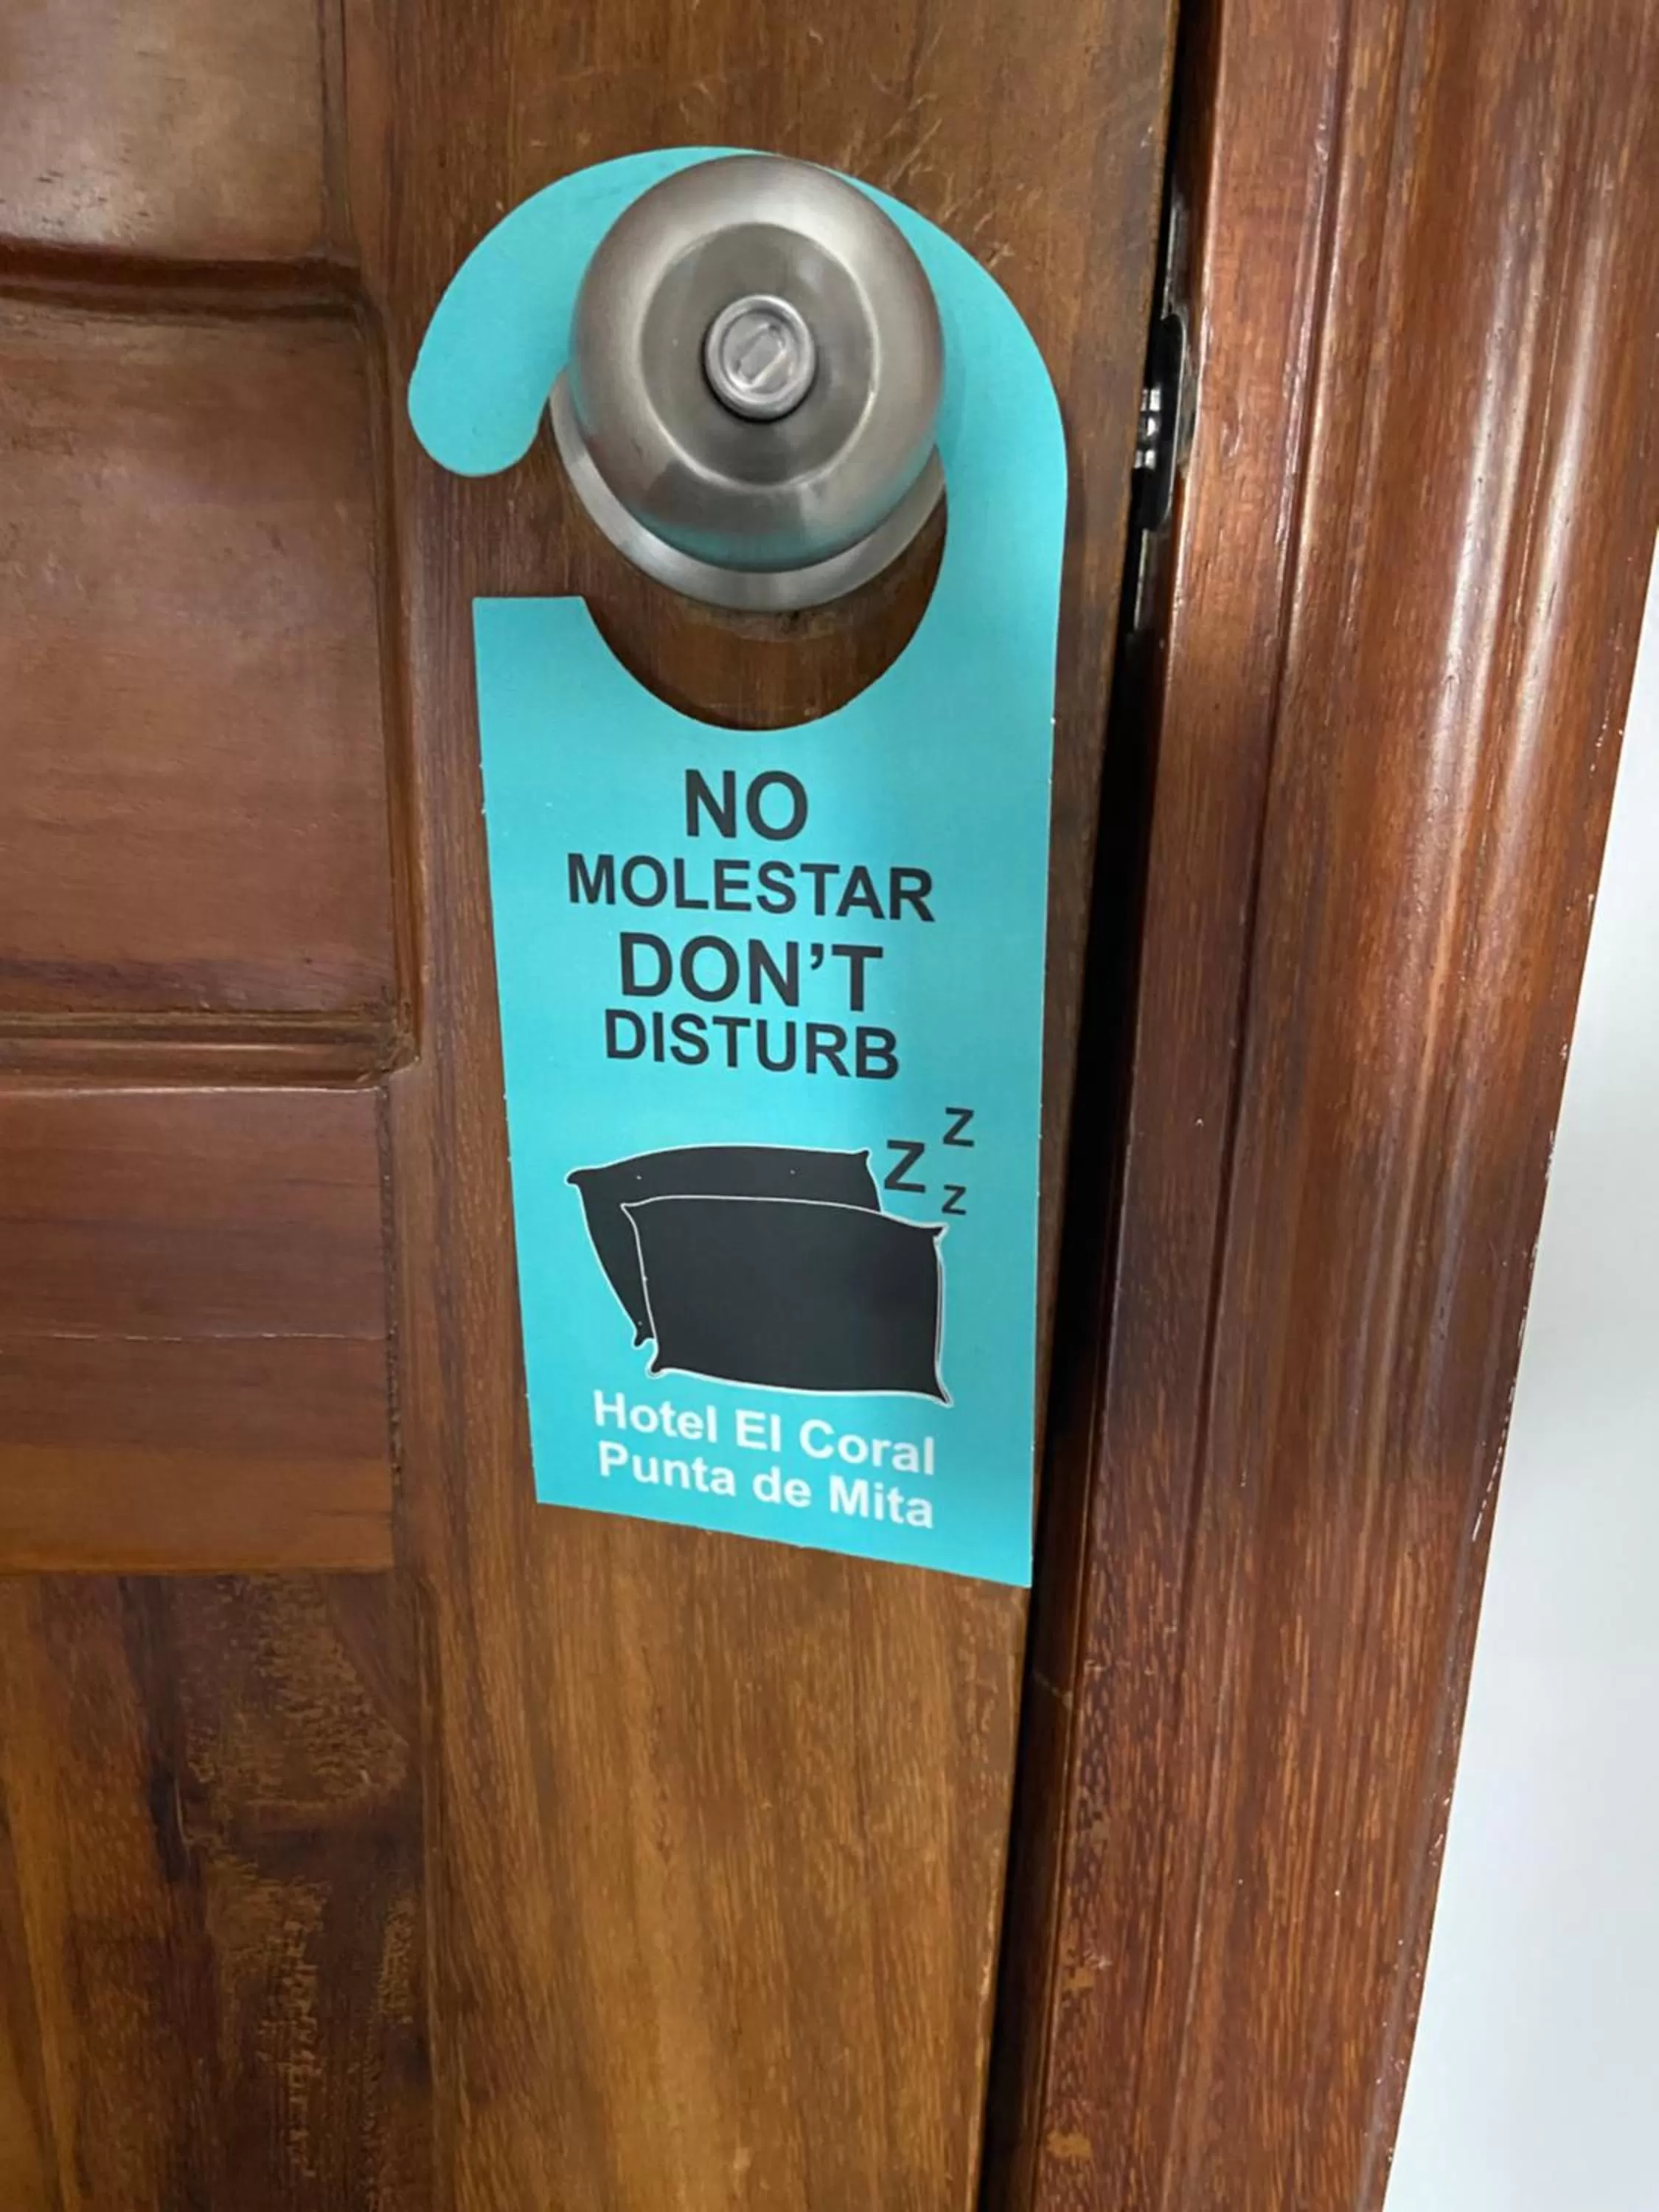 NO
MOLESTAR
DON'T
DISTURB
Z
Z
Z
Hotel El Coral
Punta de Mita